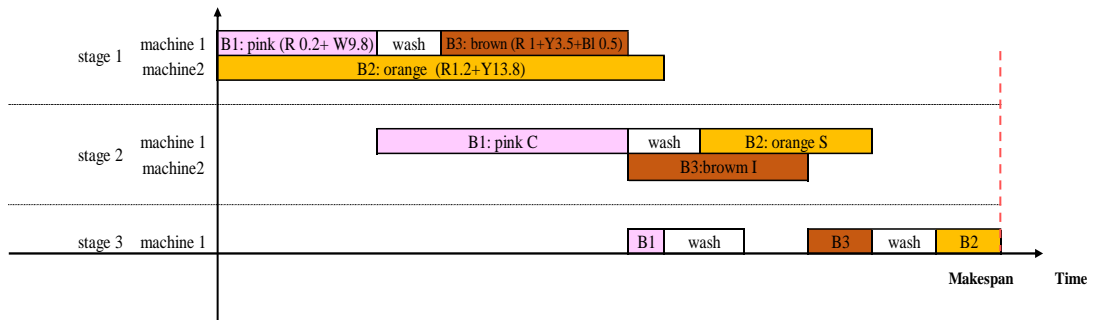 machine 1 B1: pink (R 0.2+ W9.8) wash B3: brown (R 1+Y3.5+Bl 0.5)
stage 1
machine2 B2: orange (R1.2+Y13.8)
machine 1 B1: pink C wash B2: orange S
stage 2
machine2 B3:browm I
stage 3 machine 1 B1 wash B3 wash B2
Makespan Time